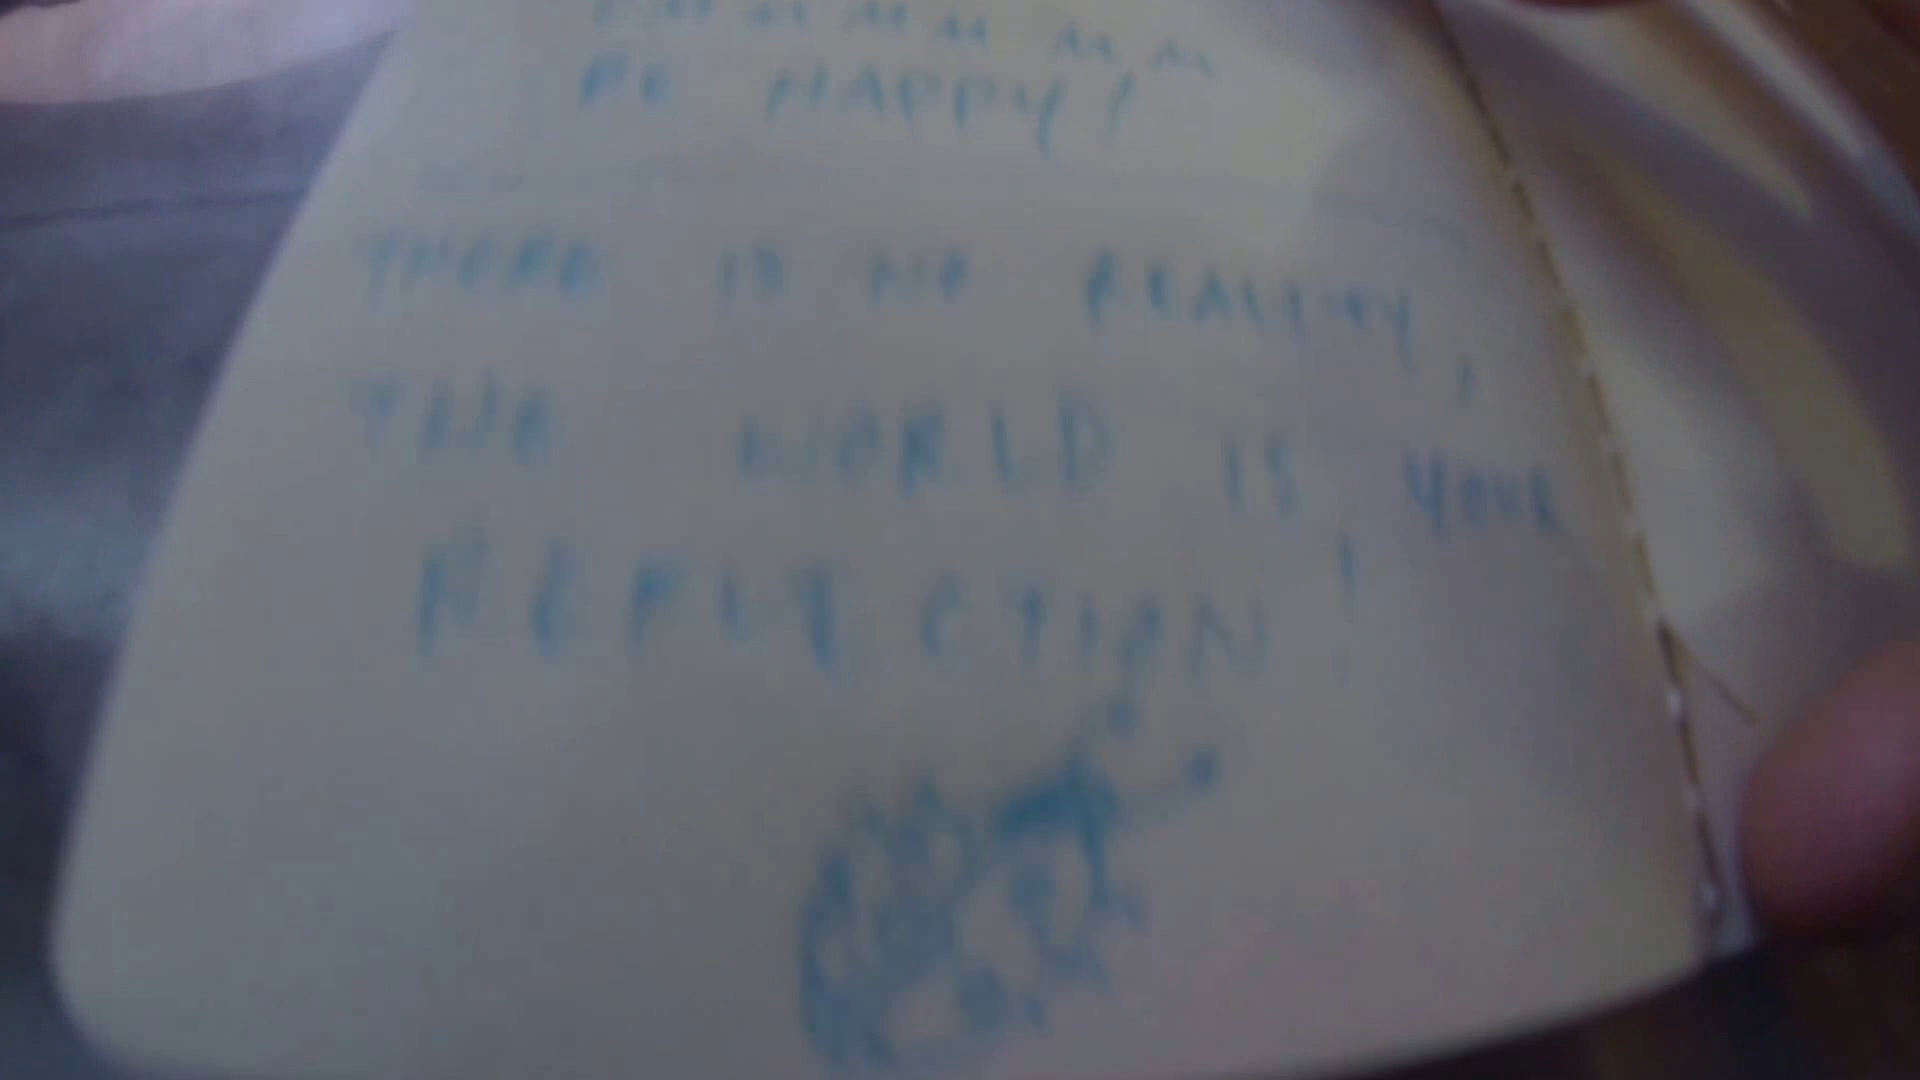 BE HAPPY!
THERE IS NO REALITY,
THE WORLD IS YOUR
REFLECTION!